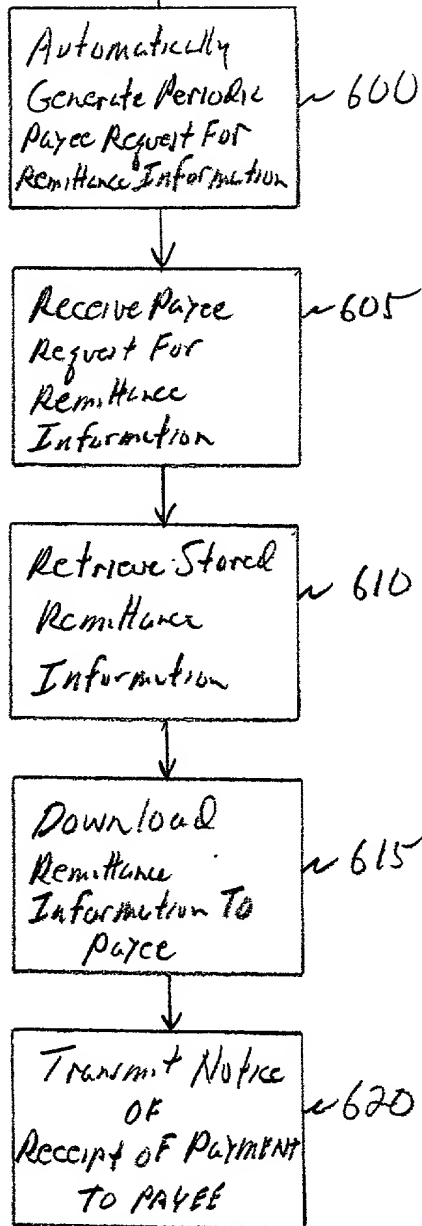 Automatically
Generate Periodic
Payee Request For
Remittance Information
~ 600
Receive Payee
Request For
Remittance
Information
~ 605
Retrieve Stored
Remittance
Information
~ 610
Download
Remittance
Information To
Payee
~ 615
Transmit Notice
OF
Receipt OF PAYMENT
TO PAYEE
~ 620